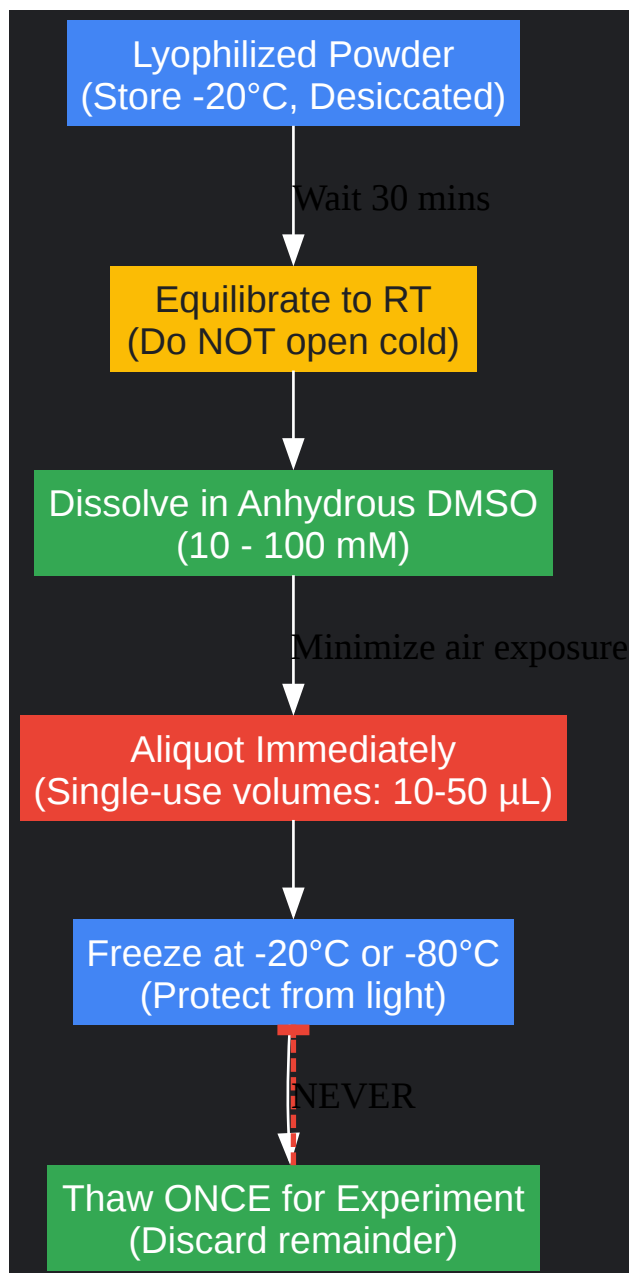 Lyophilized Powder
(Store -20°C, Desiccated)
Wait 30 mins
Equilibrate to RT
(Do NOT open cold)
Dissolve in Anhydrous DMSO
(10 - 100 mM)
Minimize air exposure
Aliquot Immediately
(Single-use volumes: 10-50 µL)
Freeze at -20°C or -80°C
(Protect from light)
NEVER
Thaw ONCE for Experiment
(Discard remainder)